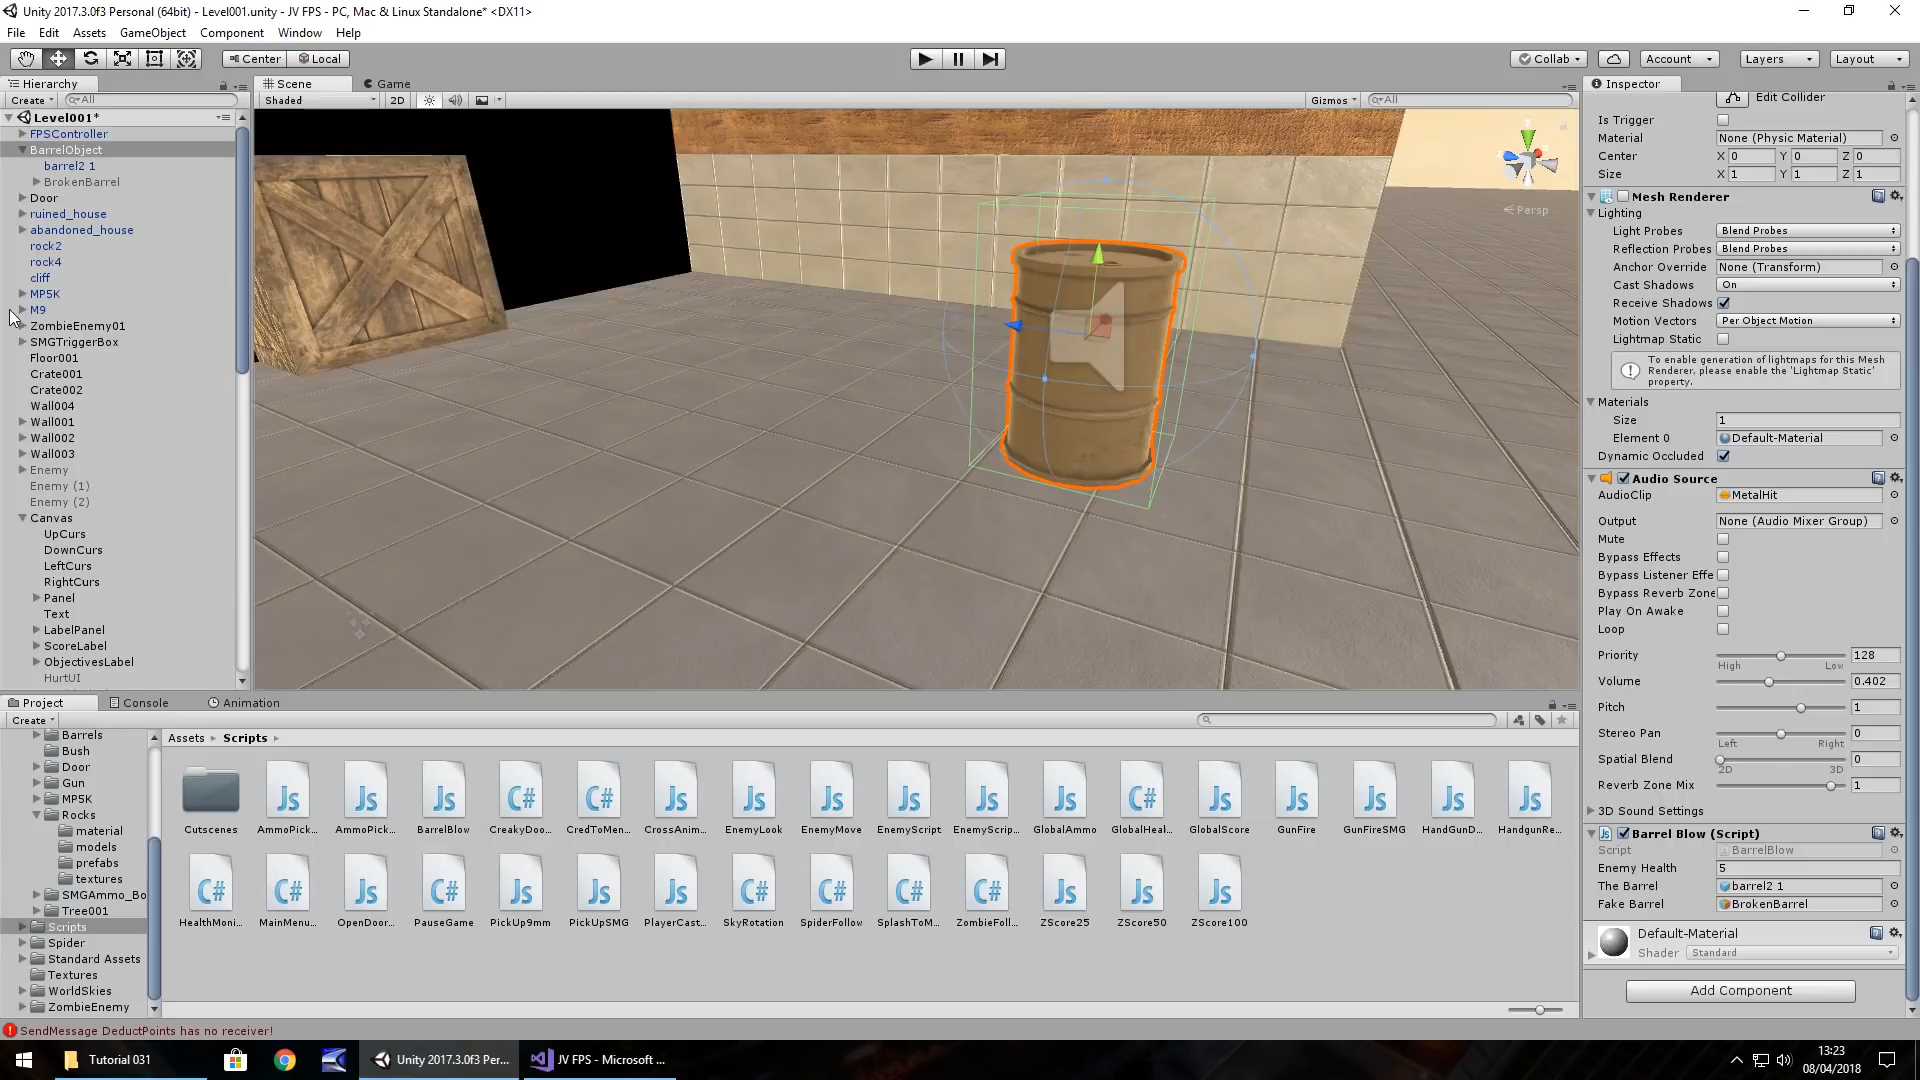 Unity 2017.3.0f3 Personal (64bit) - Level001.unity - JV FPS - PC, Mac & Linux Standalone* <DX11>
File Edit Assets GameObject Component Window Help
Center Local Collab Account Layers Layout
Hierarchy
Create All
Level001*
FPSController
BarrelObject
barrel2 1
BrokenBarrel
Door
ruined_house
abandoned_house
rock2
rock4
cliff
MP5K
M9
ZombieEnemy01
SMGTriggerBox
Floor001
Crate001
Crate002
Wall004
Wall001
Wall002
Wall003
Enemy
Enemy (1)
Enemy (2)
Canvas
UpCurs
DownCurs
LeftCurs
RightCurs
Panel
Text
LabelPanel
ScoreLabel
ObjectivesLabel
HurtUI
Scene Game
Shaded 2D Gizmos All
Persp
Inspector
Edit Collider
Is Trigger
Material None (Physic Material)
Center X 0 Y 0 Z 0
Size X 1 Y 1 Z 1
Mesh Renderer
Lighting
Light Probes Blend Probes
Reflection Probes Blend Probes
Anchor Override None (Transform)
Cast Shadows On
Receive Shadows
Motion Vectors Per Object Motion
Lightmap Static
To enable generation of lightmaps for this Mesh
Renderer, please enable the 'Lightmap Static'
property.
Materials
Size 1
Element 0 Default-Material
Dynamic Occluded
Audio Source
AudioClip MetalHit
Output None (Audio Mixer Group)
Mute
Bypass Effects
Bypass Listener Effe
Bypass Reverb Zone
Play On Awake
Loop
Priority 128
High Low
Volume 0.402
Pitch 1
Stereo Pan 0
Left Right
Spatial Blend 0
2D 3D
Reverb Zone Mix 1
3D Sound Settings
Barrel Blow (Script)
Script BarrelBlow
Enemy Health 5
The Barrel barrel2 1
Fake Barrel BrokenBarrel
Default-Material
Shader Standard
Add Component
Project Console Animation
Create
Barrels
Bush
Door
Gun
MP5K
Rocks
material
models
prefabs
textures
SMGAmmo_Bo
Tree001
Scripts
Spider
Standard Assets
Textures
WorldSkies
ZombieEnemy
Assets Scripts
Cutscenes AmmoPick... AmmoPick... BarrelBlow CreakyDoo... CredToMen... CrossAnim... EnemyLook EnemyMove EnemyScript EnemyScrip... GlobalAmmo GlobalHeal... GlobalScore GunFire GunFireSMG HandGunD... HandgunRe...
HealthMoni... MainMenu... OpenDoor... PauseGame PickUp9mm PickUpSMG PlayerCast... SkyRotation SpiderFollow SplashToM... ZombieFoll... ZScore25 ZScore50 ZScore100
SendMessage DeductPoints has no receiver!
Tutorial 031 Unity 2017.3.0f3 Per... JV FPS - Microsoft ...
13:23
08/04/2018